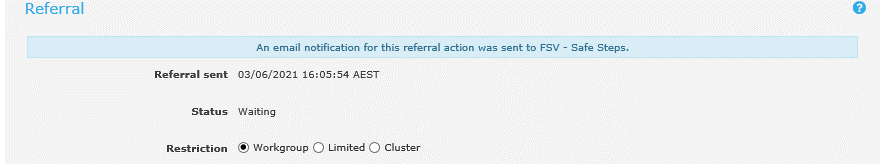 Referral
An email notification for this referral action was sent to FSV - Safe Steps.
Referral sent 03/06/2021 16:05:54 AEST
Status Waiting
Restriction Workgroup Limited Cluster